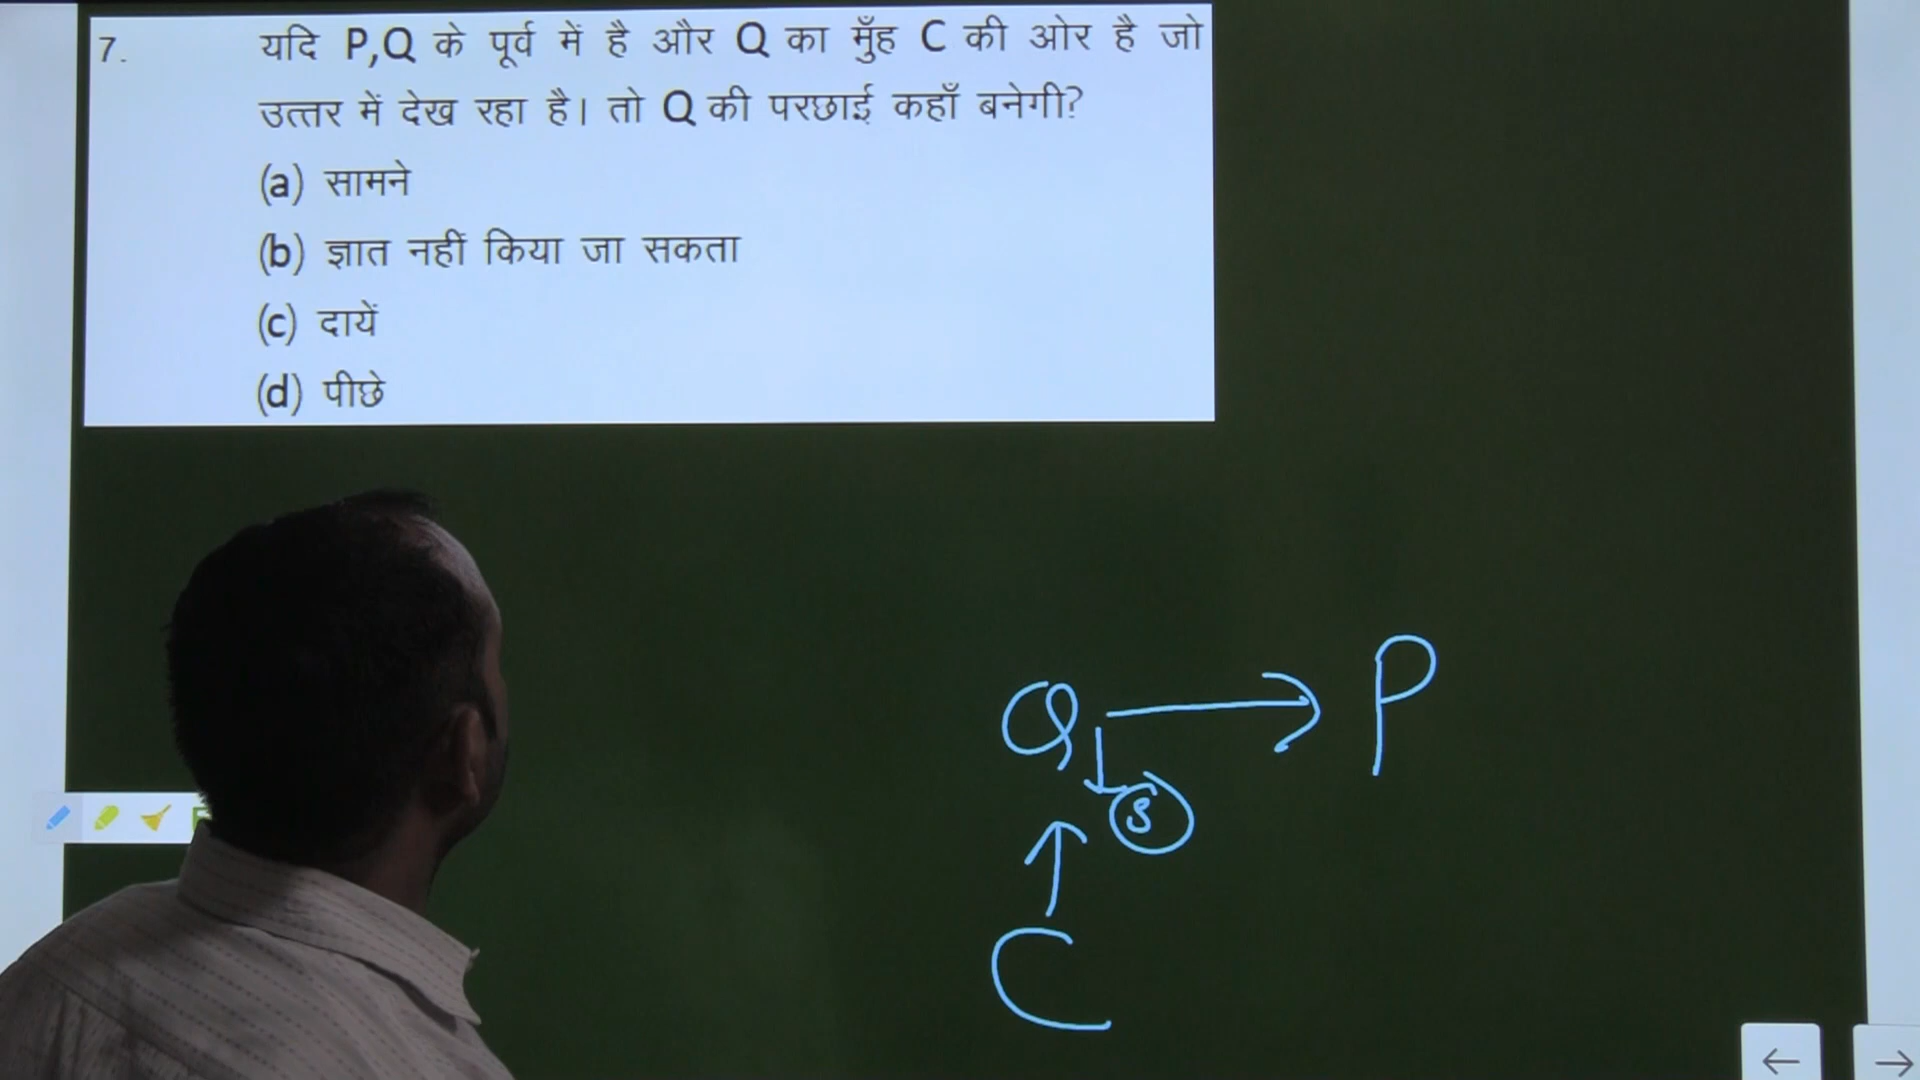 7. यदि P,Q के पूर्व में है और Q का मुँह C की ओर है जो
उत्तर में देख रहा है। तो Q की परछाई कहाँ बनेगी?
(a) सामने
(b) ज्ञात नहीं किया जा सकता
(c) दायें
(d) पीछे
Q → P
S
C